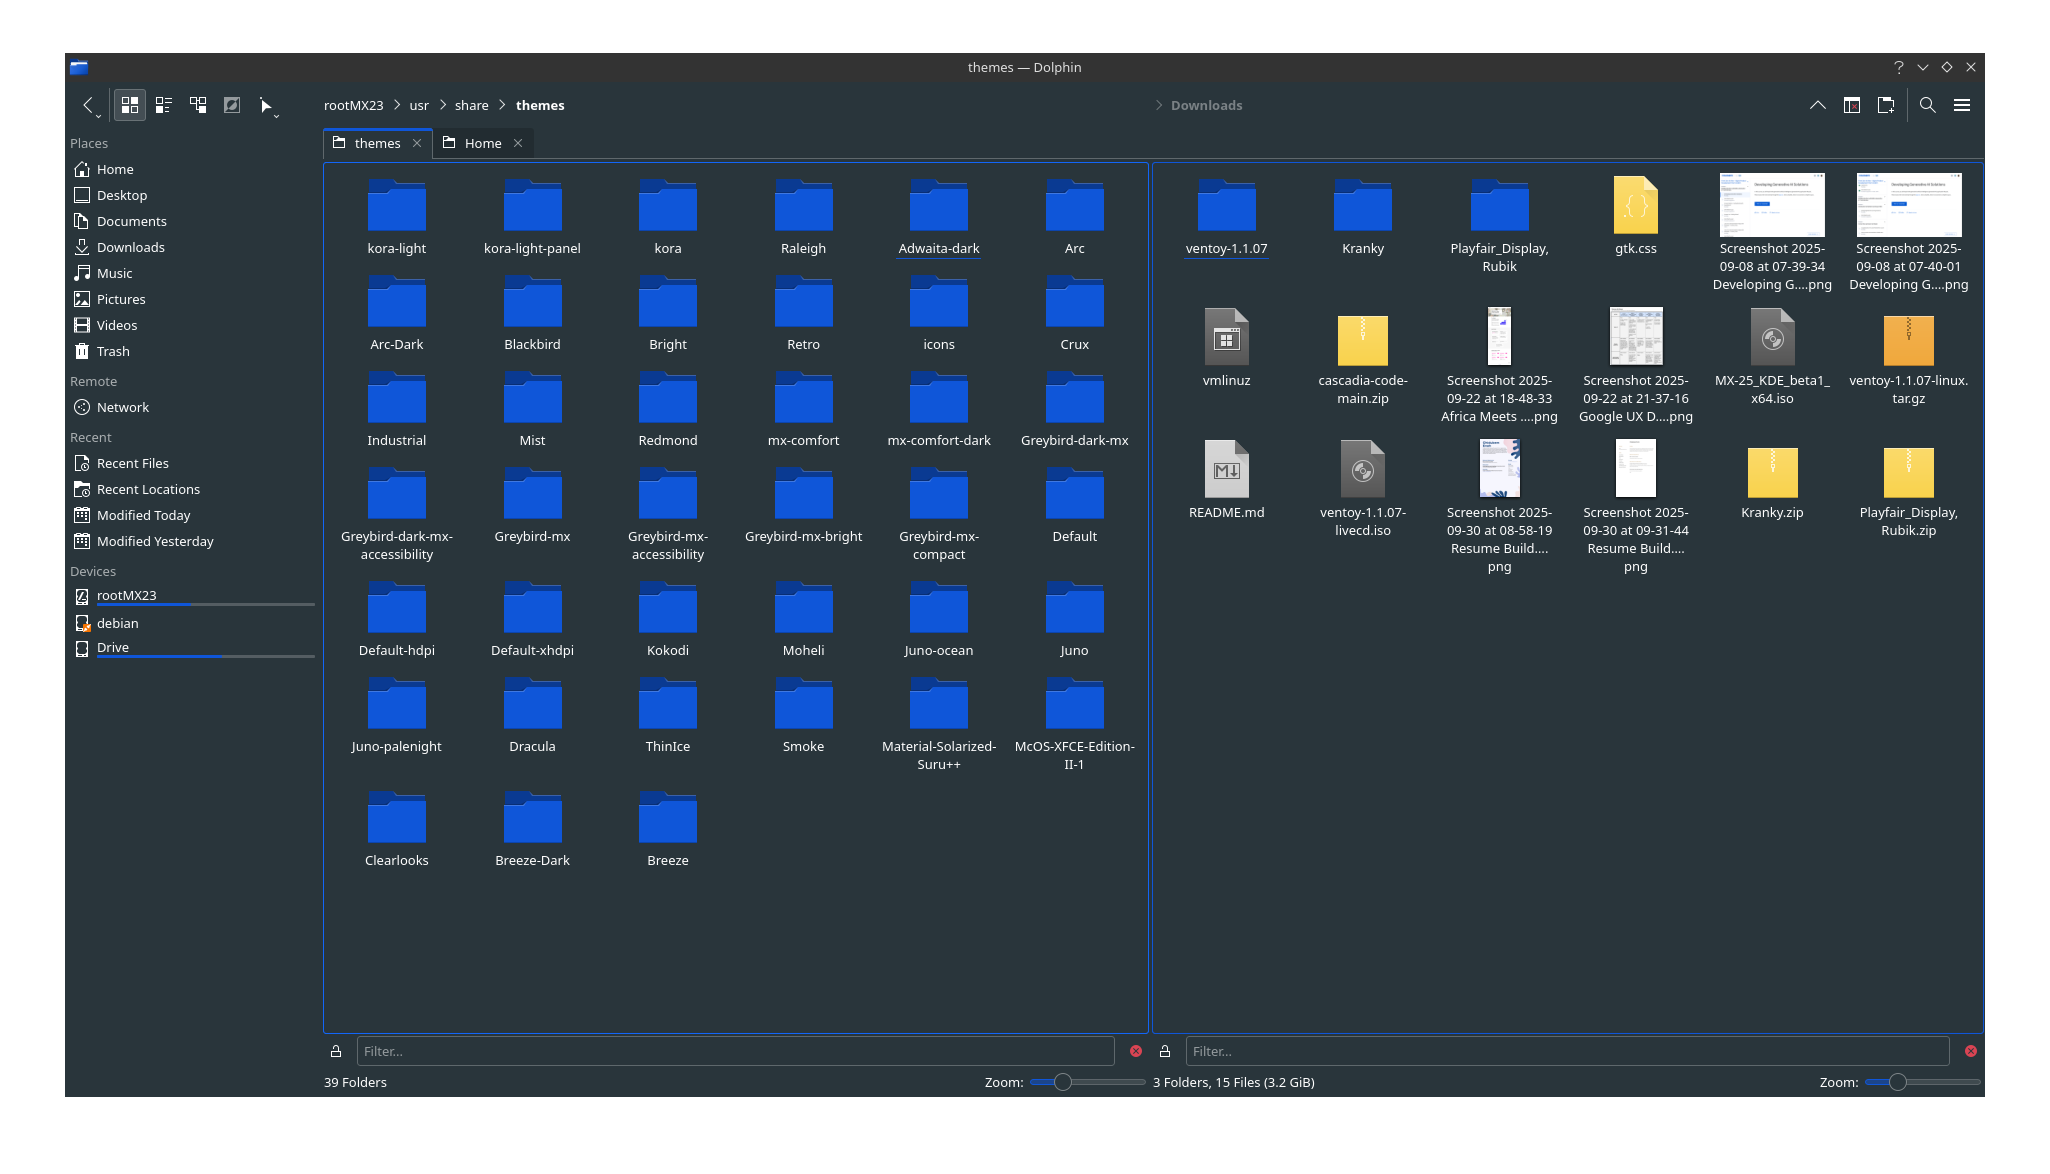 themes — Dolphin
rootMX23 > usr > share > themes
> Downloads
themes
Home
Places
Home
Desktop
Documents
Downloads
Music
Pictures
Videos
Trash
Remote
Network
Recent
Recent Files
Recent Locations
Modified Today
Modified Yesterday
Devices
rootMX23
debian
Drive
kora-light
kora-light-panel
kora
Raleigh
Adwaita-dark
Arc
Arc-Dark
Blackbird
Bright
Retro
icons
Crux
Industrial
Mist
Redmond
mx-comfort
mx-comfort-dark
Greybird-dark-mx
Greybird-dark-mx-
accessibility
Greybird-mx
Greybird-mx-
accessibility
Greybird-mx-bright
Greybird-mx-
compact
Default
Default-hdpi
Default-xhdpi
Kokodi
Moheli
Juno-ocean
Juno
Juno-palenight
Dracula
ThinIce
Smoke
Material-Solarized-
Suru++
McOS-XFCE-Edition-
II-1
Clearlooks
Breeze-Dark
Breeze
Filter...
39 Folders
Zoom:
ventoy-1.1.07
Kranky
Playfair_Display,
Rubik
gtk.css
Screenshot 2025-
09-08 at 07-39-34
Developing G....png
Screenshot 2025-
09-08 at 07-40-01
Developing G....png
vmlinuz
cascadia-code-
main.zip
Screenshot 2025-
09-22 at 18-48-33
Africa Meets ....png
Screenshot 2025-
09-22 at 21-37-16
Google UX D....png
MX-25_KDE_beta1_
x64.iso
ventoy-1.1.07-linux.
tar.gz
README.md
ventoy-1.1.07-
livecd.iso
Screenshot 2025-
09-30 at 08-58-19
Resume Build....
png
Screenshot 2025-
09-30 at 09-31-44
Resume Build....
png
Kranky.zip
Playfair_Display,
Rubik.zip
Filter...
3 Folders, 15 Files (3.2 GiB)
Zoom: